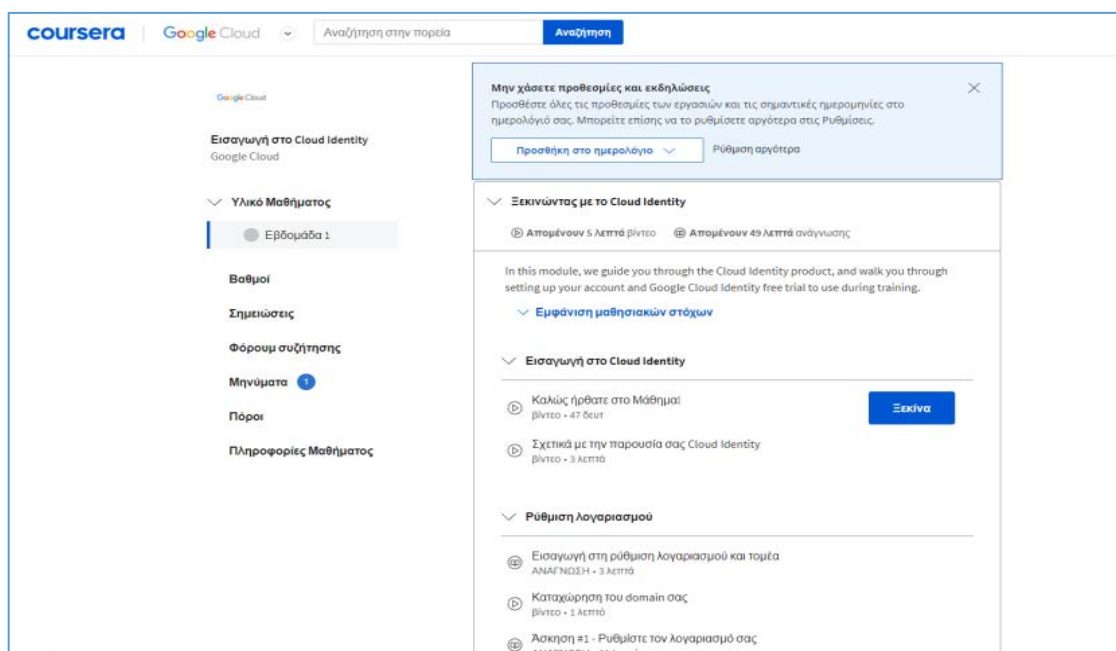 coursera
Google Cloud
Αναζήτηση στην πορεία
Αναζήτηση
Google Cloud
Εισαγωγή στο Cloud Identity
Google Cloud
Υλικό Μαθήματος
Εβδομάδα 1
Βαθμοί
Σημειώσεις
Φόρουμ συζήτησης
Μηνύματα 1
Πόροι
Πληροφορίες Μαθήματος
Μην χάσετε προθεσμίες και εκδηλώσεις
Προσθέστε όλες τις προθεσμίες των εργασιών και τις σημαντικές ημερομηνίες στο
ημερολόγιό σας. Μπορείτε επίσης να το ρυθμίσετε αργότερα στις Ρυθμίσεις.
Προσθήκη στο ημερολόγιο
Ρύθμιση αργότερα
Ξεκινώντας με το Cloud Identity
Απομένουν 5 λεπτά βίντεο Απομένουν 49 λεπτά ανάγνωσης
In this module, we guide you through the Cloud Identity product, and walk you through
setting up your account and Google Cloud Identity free trial to use during training.
Εμφάνιση μαθησιακών στόχων
Εισαγωγή στο Cloud Identity
Καλώς ήρθατε στο Μάθημα!
βίντεο • 47 δευτ
Ξεκίνα
Σχετικά με την παρουσία σας Cloud Identity
βίντεο • 3 λεπτά
Ρύθμιση λογαριασμού
Εισαγωγή στη ρύθμιση λογαριασμού και τομέα
ΑΝΑΓΝΩΣΗ • 3 λεπτά
Καταχώρηση του domain σας
βίντεο • 1 λεπτό
Άσκηση #1 - Ρυθμίστε τον λογαριασμό σας